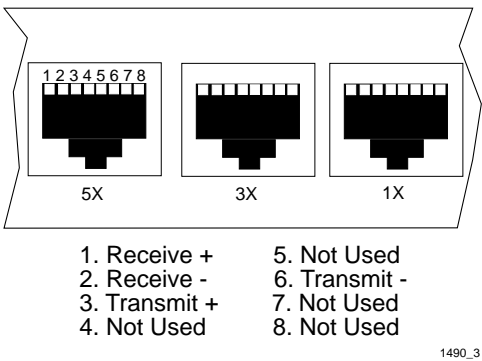 1 2 3 4 5 6 7 8
5X 3X 1X
1. Receive + 5. Not Used
2. Receive - 6. Transmit -
3. Transmit + 7. Not Used
4. Not Used 8. Not Used
1490_3